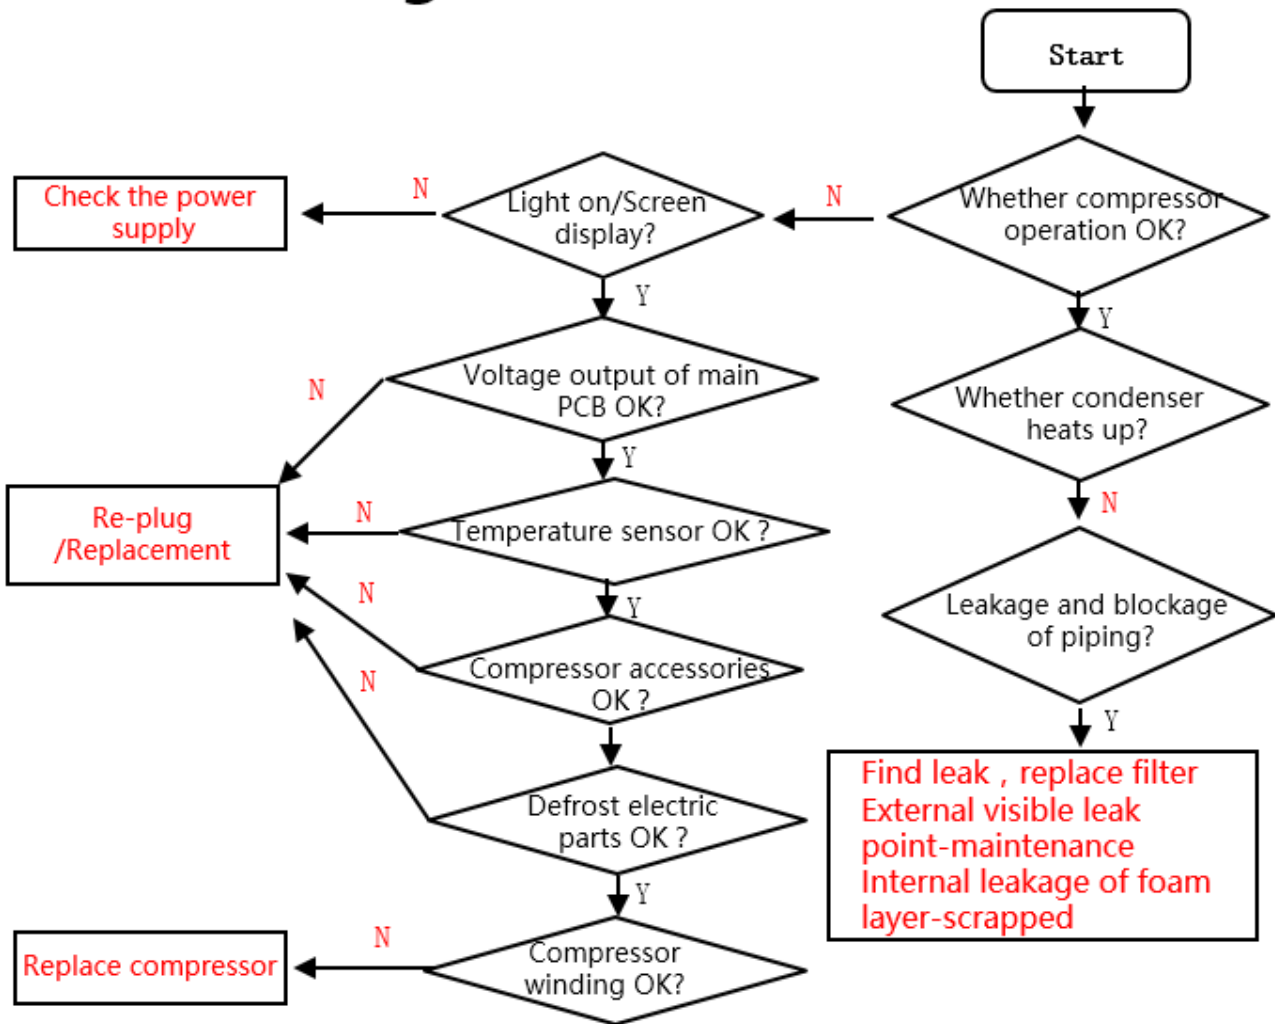 Start
Whether compressor
operation OK?
N
Light on/Screen
display?
N
Check the power
supply
Y
Y
Voltage output of main
PCB OK?
N
Whether condenser
heats up?
Y
N
Temperature sensor OK ?
N
Re-plug
/Replacement
Y
Leakage and blockage
of piping?
N
Compressor accessories
OK ?
N
Y
Find leak , replace filter
External visible leak
point-maintenance
Internal leakage of foam
layer-scrapped
Defrost electric
parts OK ?
Y
Compressor
winding OK?
N
Replace compressor